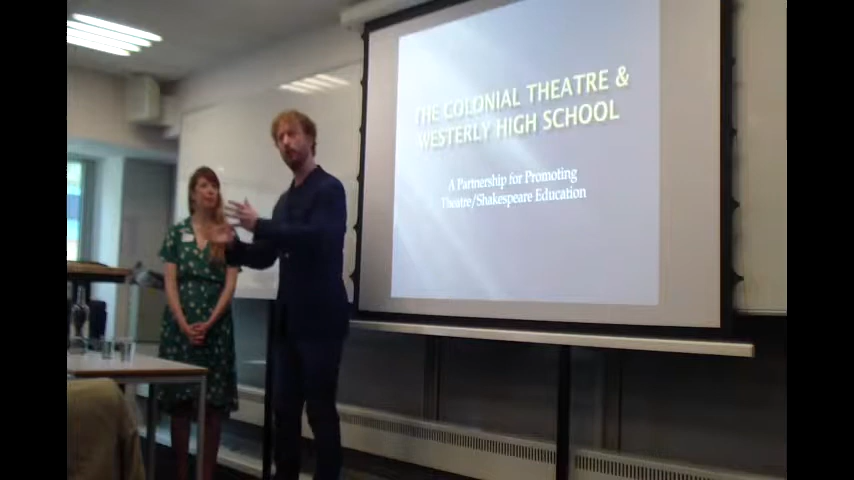 THE COLONIAL THEATRE &
WESTERLY HIGH SCHOOL
A Partnership for Promoting
Theatre/Shakespeare Education